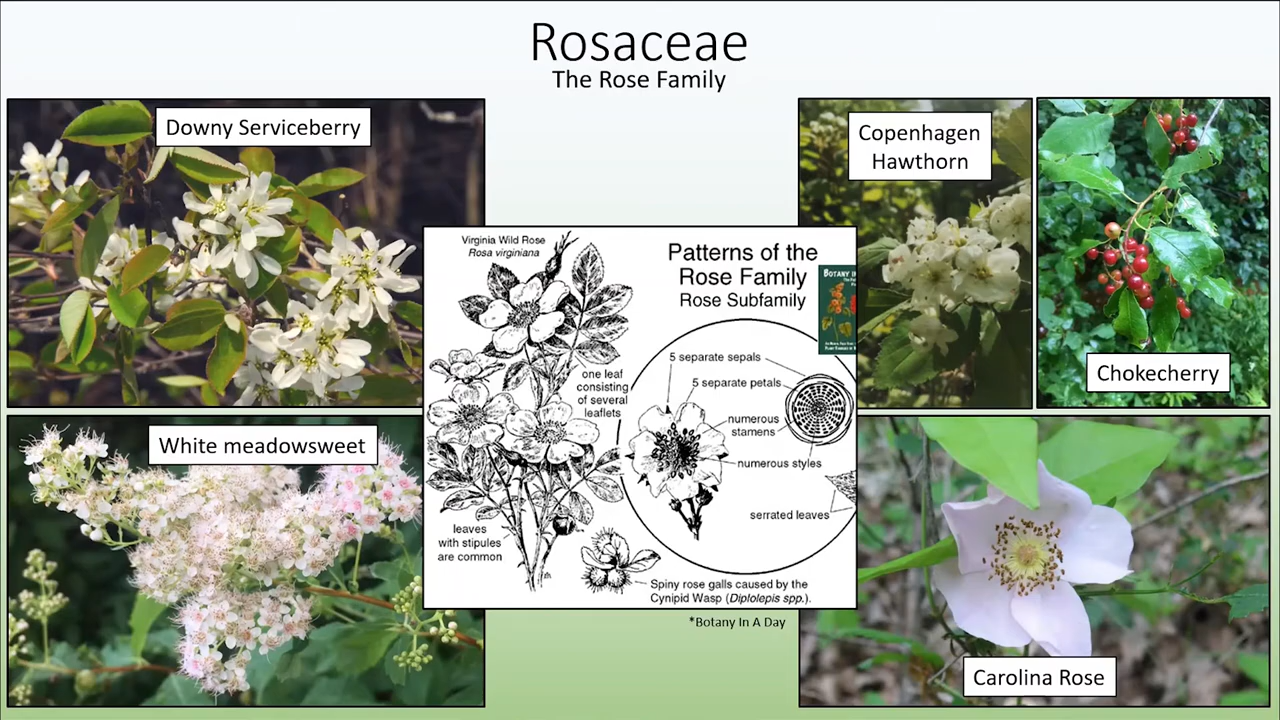 Rosaceae
The Rose Family
Downy Serviceberry
Copenhagen
Hawthorn
Chokecherry
White meadowsweet
Carolina Rose
Virginia Wild Rose
Rosa virginiana
Patterns of the
Rose Family
Rose Subfamily
BOTANY IN
one leaf
consisting
of several
leaflets
5 separate sepals
5 separate petals
numerous
stamens
numerous styles
serrated leaves
leaves
with stipules
are common
Spiny rose galls caused by the
Cynipid Wasp (Diplolepis spp.).
*Botany In A Day